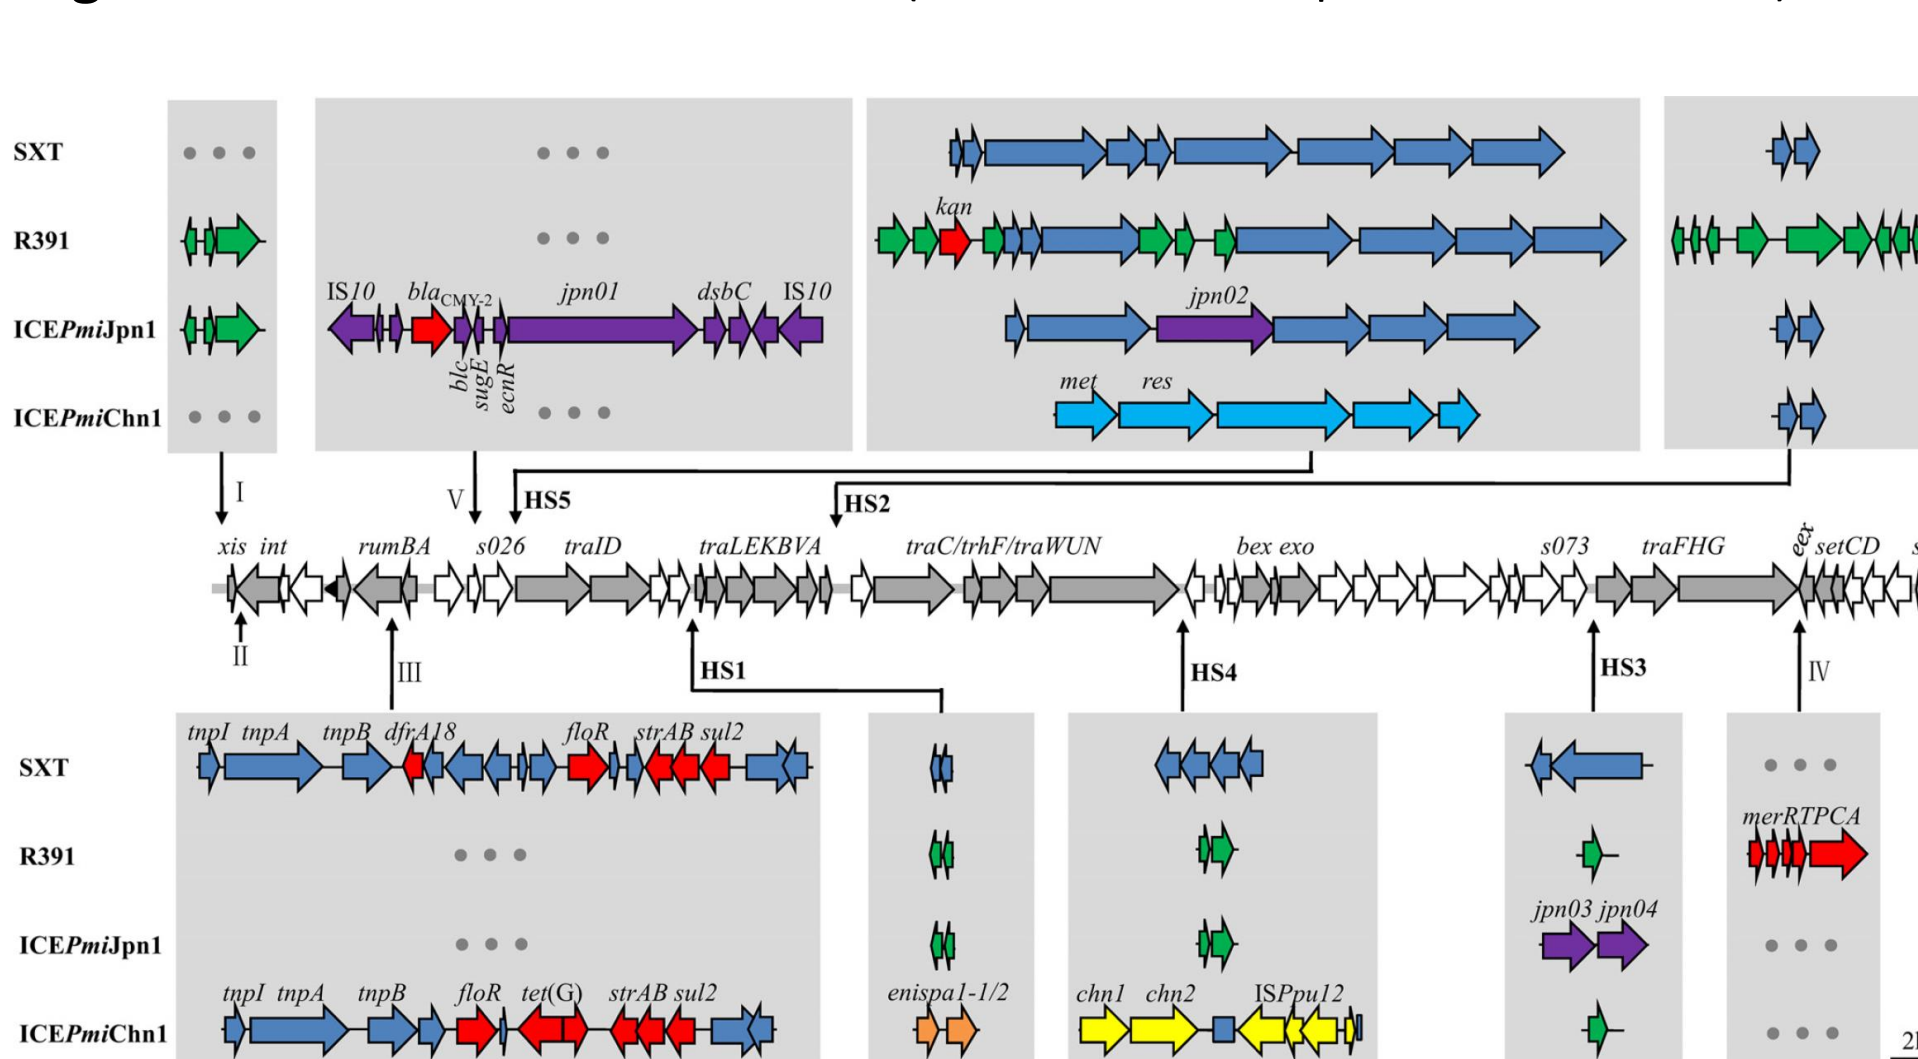 SXT
kan
R391
IS10 blaCMY-2 jpn01 dsbC IS10 jpn02
ICEPmiJpn1
blc sugE ecnR
met res
ICEPmiChn1
I V HS5 HS2
xis int rumBA s026 traID traLEKBVA traC/trhF/traWUN bex exo s073 traFHG eex setCD
II III HS1 HS4 HS3 IV
tnpI tnpA tnpB dfrA18 floR strAB sul2
SXT
merRTPCA
R391
jpn03 jpn04
ICEPmiJpn1
tnpI tnpA tnpB floR tet(G) strAB sul2 enispa1-1/2 chn1 chn2 ISPpu12
ICEPmiChn1